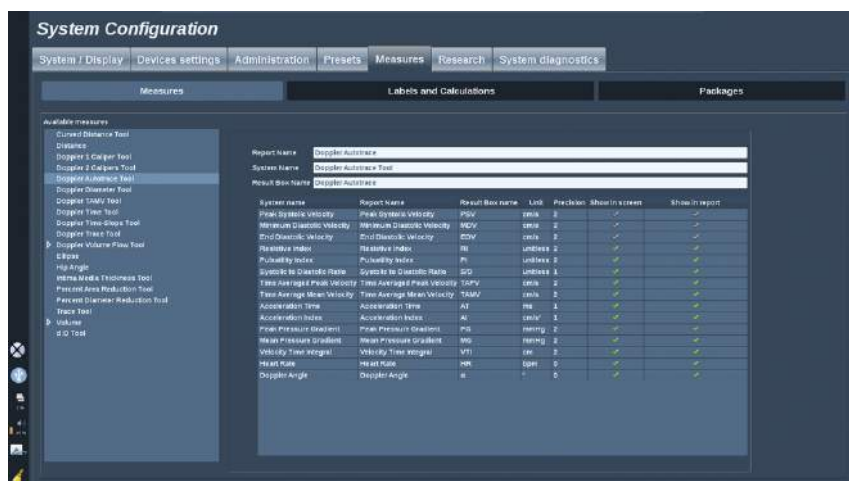 System Configuration
System / Display Devices settings Administration Presets Measures Research System diagnostics
Measures Labels and Calculations Packages
Available measures
Curved Distance Tool
Distance
Doppler 1 Caliper Tool
Doppler 2 Calipers Tool
Doppler Autotrace Tool
Doppler Diameter Tool
Doppler TAMV Tool
Doppler Time Tool
Doppler Time-Slope Tool
Doppler Trace Tool
Doppler Volume Flow Tool
Ellipse
Hip Angle
Intima Media Thickness Tool
Percent Area Reduction Tool
Percent Diameter Reduction Tool
Trace Tool
Volume
d:D Tool
Report Name Doppler Autotrace
System Name Doppler Autotrace Tool
Result Box Name Doppler Autotrace
System name Report Name Result Box name Unit Precision Show in screen Show in report
Peak Systolic Velocity Peak Systolic Velocity PSV cm/s 2
Minimum Diastolic Velocity Minimum Diastolic Velocity MDV cm/s 2
End Diastolic Velocity End Diastolic Velocity EDV cm/s 2
Resistive Index Resistive Index RI unitless 2
Pulsatility Index Pulsatility Index PI unitless 2
Systolic to Diastolic Ratio Systolic to Diastolic Ratio S/D unitless 1
Time Averaged Peak Velocity Time Averaged Peak Velocity TAPV cm/s 2
Time Average Mean Velocity Time Average Mean Velocity TAMV cm/s 2
Acceleration Time Acceleration Time AT ms 1
Acceleration Index Acceleration Index AI cm/s² 1
Peak Pressure Gradient Peak Pressure Gradient PG mmHg 2
Mean Pressure Gradient Mean Pressure Gradient MG mmHg 2
Velocity Time Integral Velocity Time Integral VTI cm 2
Heart Rate Heart Rate HR bpm 0
Doppler Angle Doppler Angle α ° 0